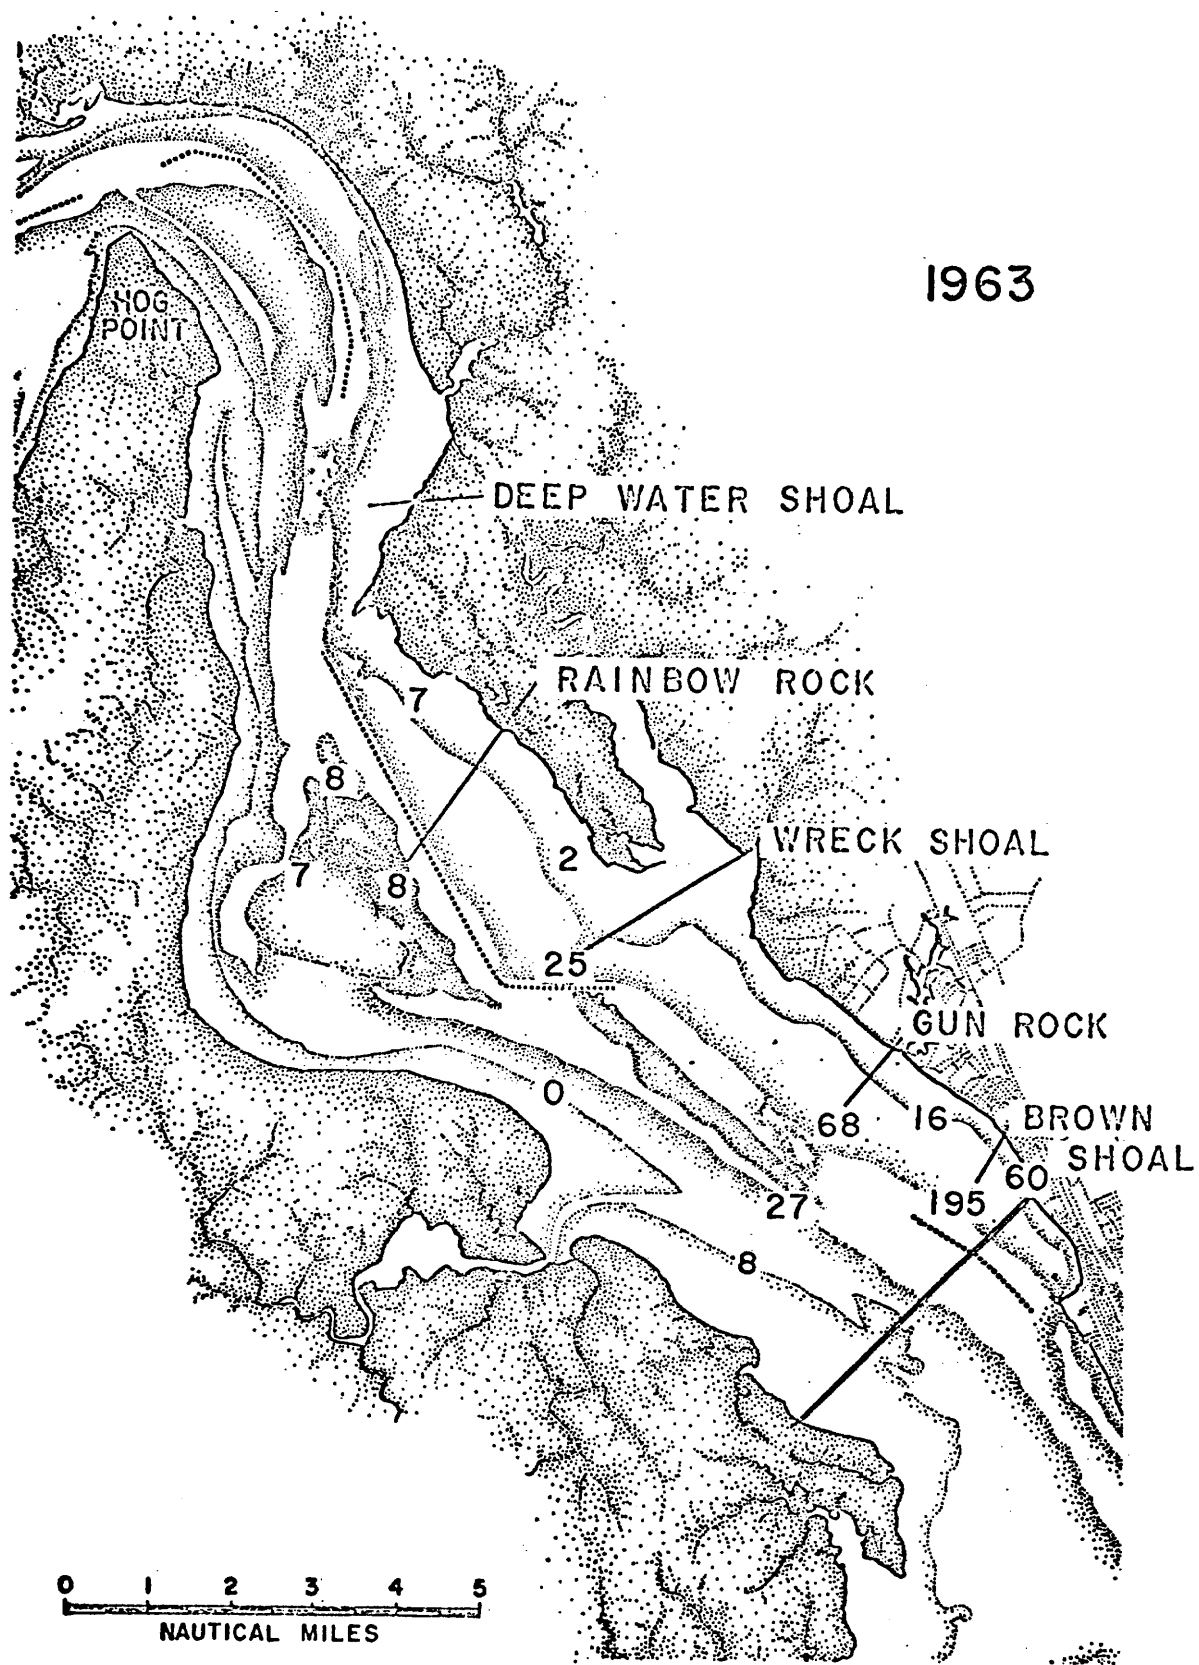 1963
HOG
POINT
DEEP WATER SHOAL
RAINBOW ROCK
7
8
2
WRECK SHOAL
7
8
25
GUN ROCK
0
68
16
BROWN
SHOAL
60
195
27
8
0 1 2 3 4 5
NAUTICAL MILES